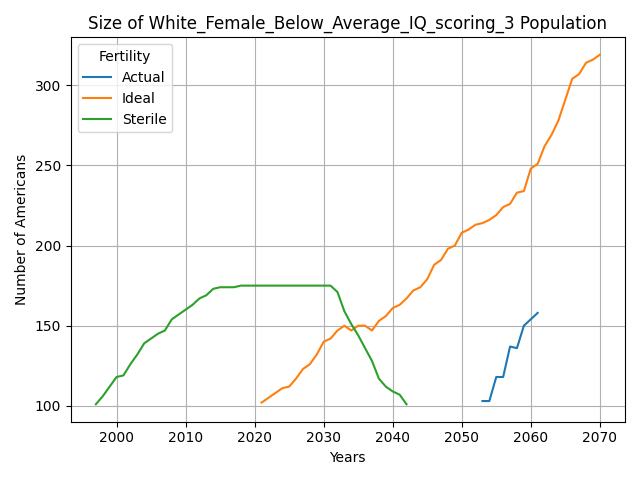 Size of White_Female_Below_Average_IQ_scoring_3 Population
Fertility
Actual
Ideal
Sterile
Number of Americans
300
250
200
150
100
2000 2010 2020 2030 2040 2050 2060 2070
Years